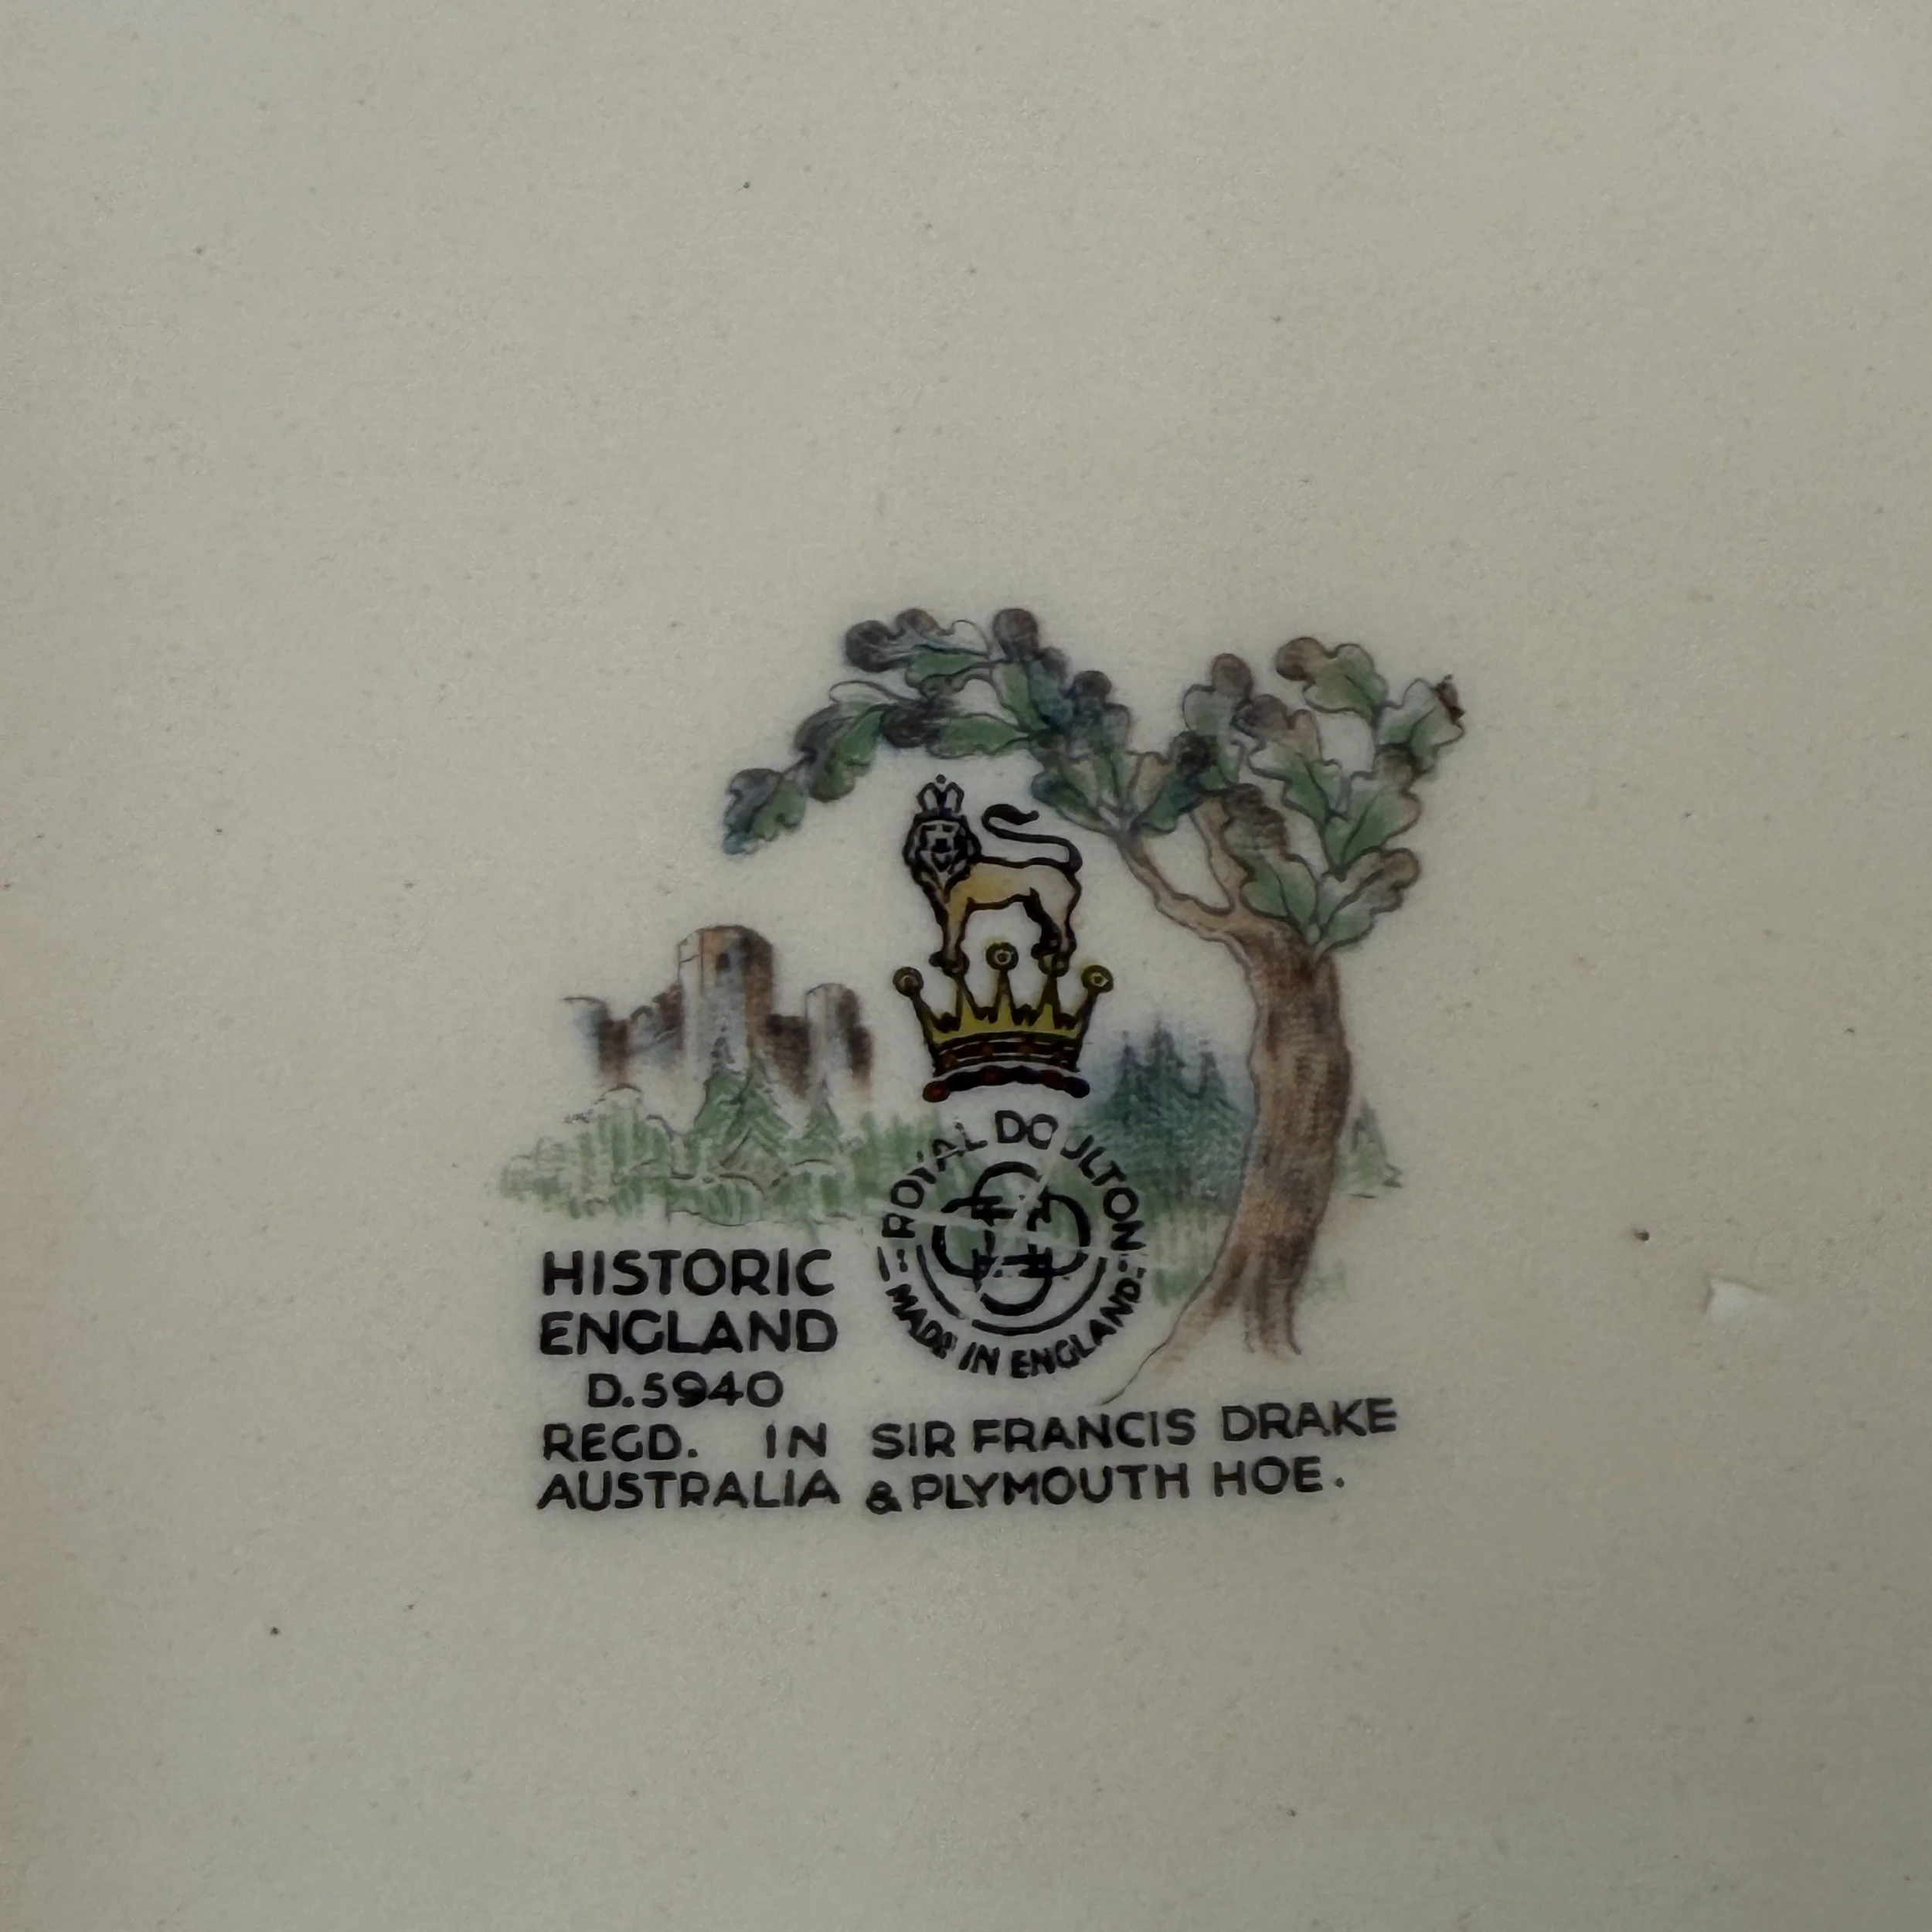 ROYAL DOULTON
MADE IN ENGLAND
HISTORIC
ENGLAND
D.5940
REGD. IN
AUSTRALIA
SIR FRANCIS DRAKE
& PLYMOUTH HOE.